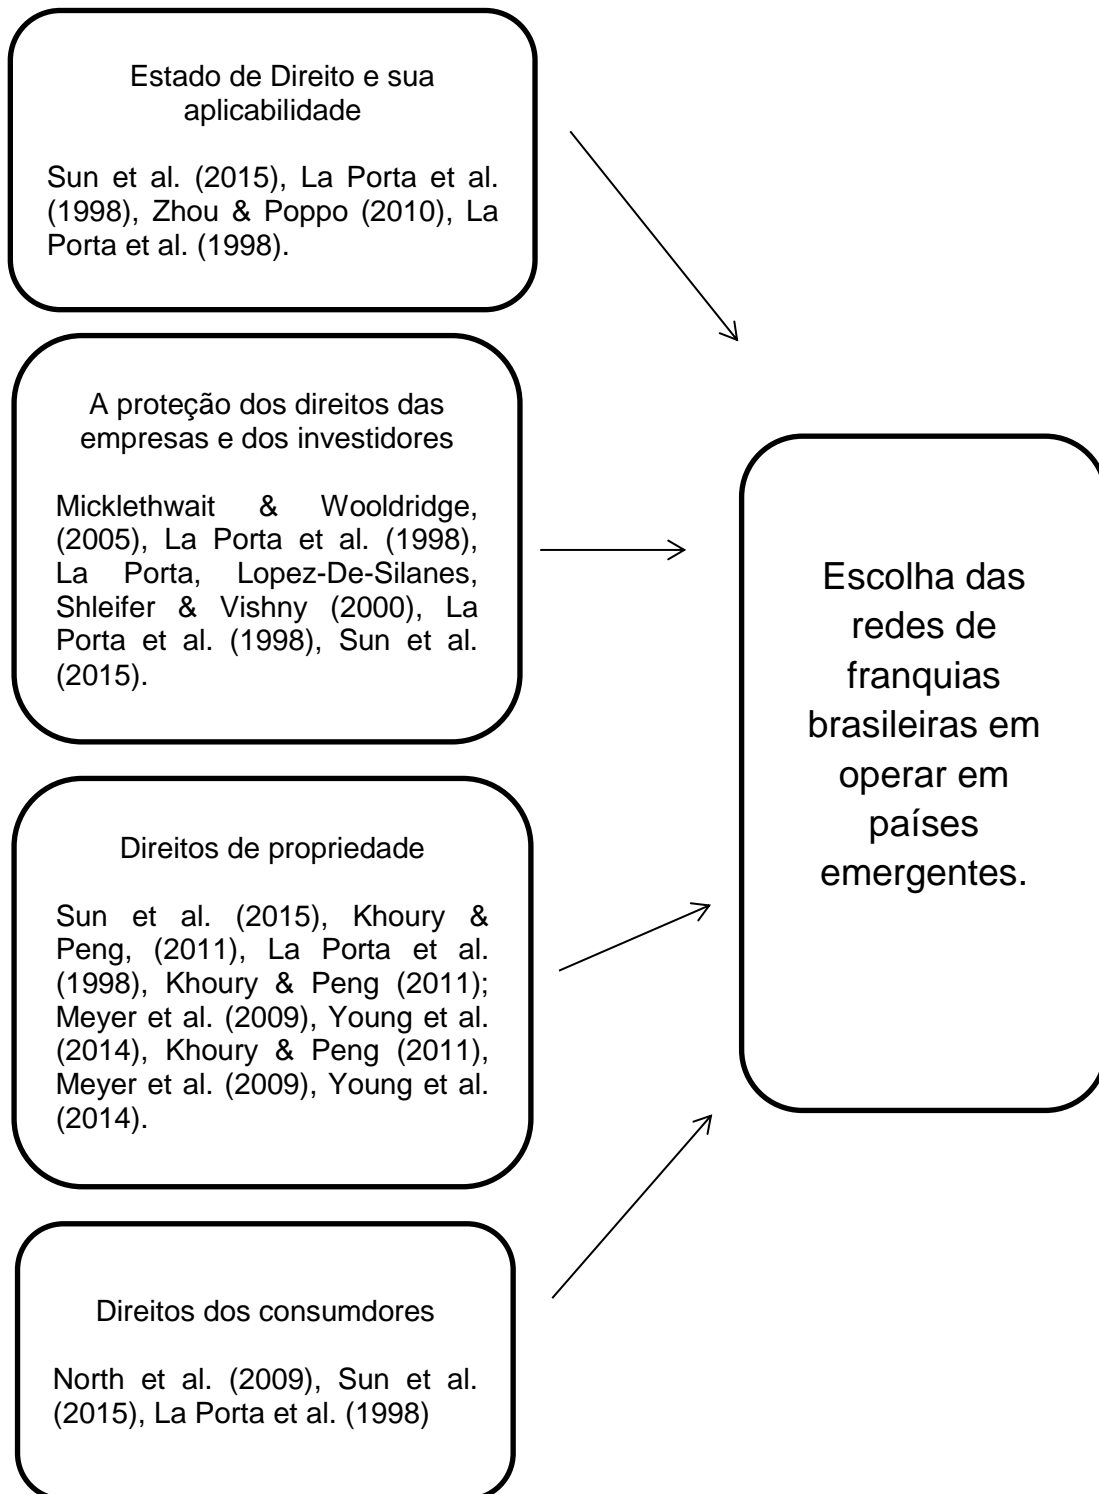 Estado de Direito e sua
aplicabilidade
Sun et al. (2015), La Porta et al.
(1998), Zhou & Poppo (2010), La
Porta et al. (1998).
A proteção dos direitos das
empresas e dos investidores
Micklethwait & Wooldridge,
(2005), La Porta et al. (1998),
La Porta, Lopez-De-Silanes,
Shleifer & Vishny (2000), La
Porta et al. (1998), Sun et al.
(2015).
Direitos de propriedade
Sun et al. (2015), Khoury &
Peng, (2011), La Porta et al.
(1998), Khoury & Peng (2011);
Meyer et al. (2009), Young et al.
(2014), Khoury & Peng (2011),
Meyer et al. (2009), Young et al.
(2014).
Direitos dos consumdores
North et al. (2009), Sun et al.
(2015), La Porta et al. (1998)
Escolha das
redes de
franquias
brasileiras em
operar em
países
emergentes.